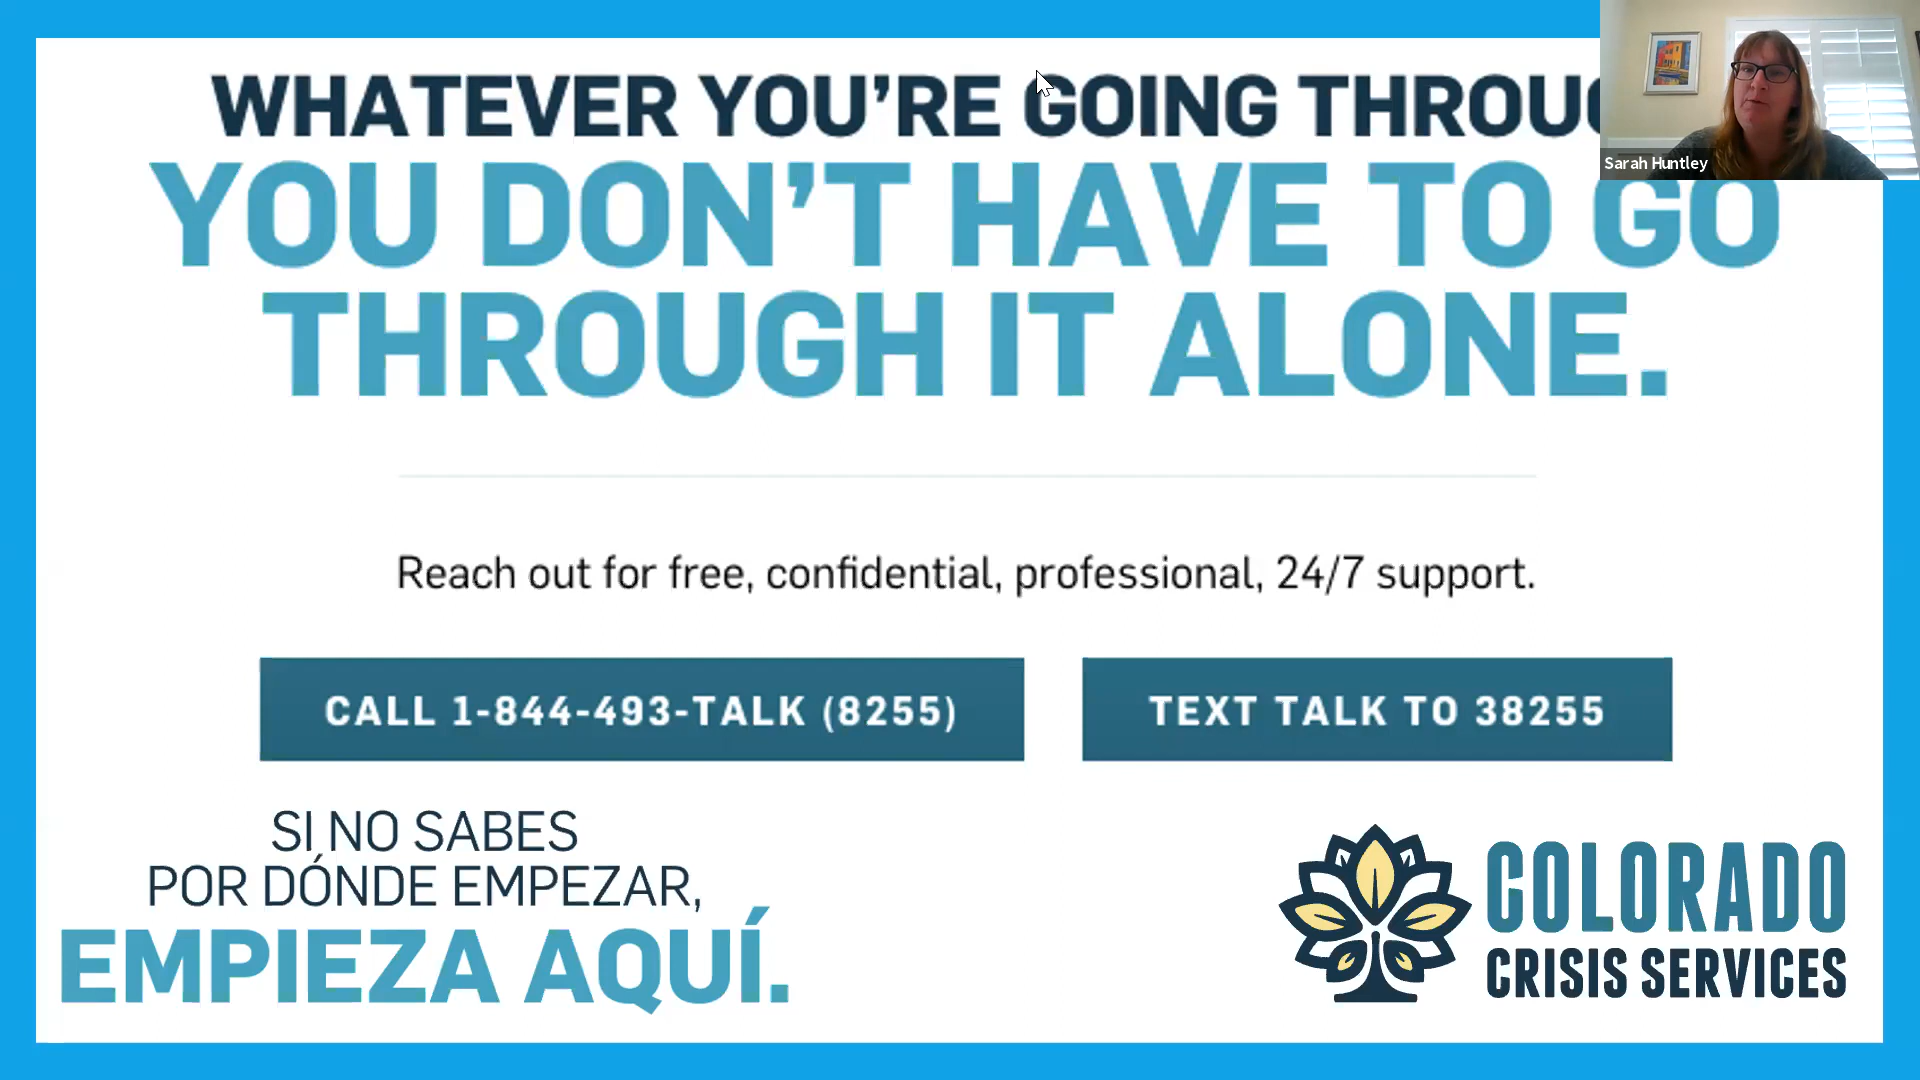 WHATEVER YOU’RE GOING THROUG
YOU DON’T HAVE TO GO
THROUGH IT ALONE.
Sarah Huntley
Reach out for free, confidential, professional, 24/7 support.
CALL 1-844-493-TALK (8255)
TEXT TALK TO 38255
SI NO SABES
POR DÓNDE EMPEZAR,
EMPIEZA AQUÍ.
COLORADO
CRISIS SERVICES